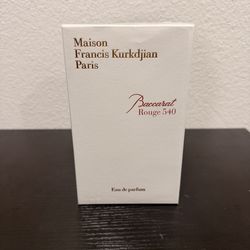 Maison
Francis Kurkdjian
Paris
Baccarat
Rouge 540
Eau de parfum